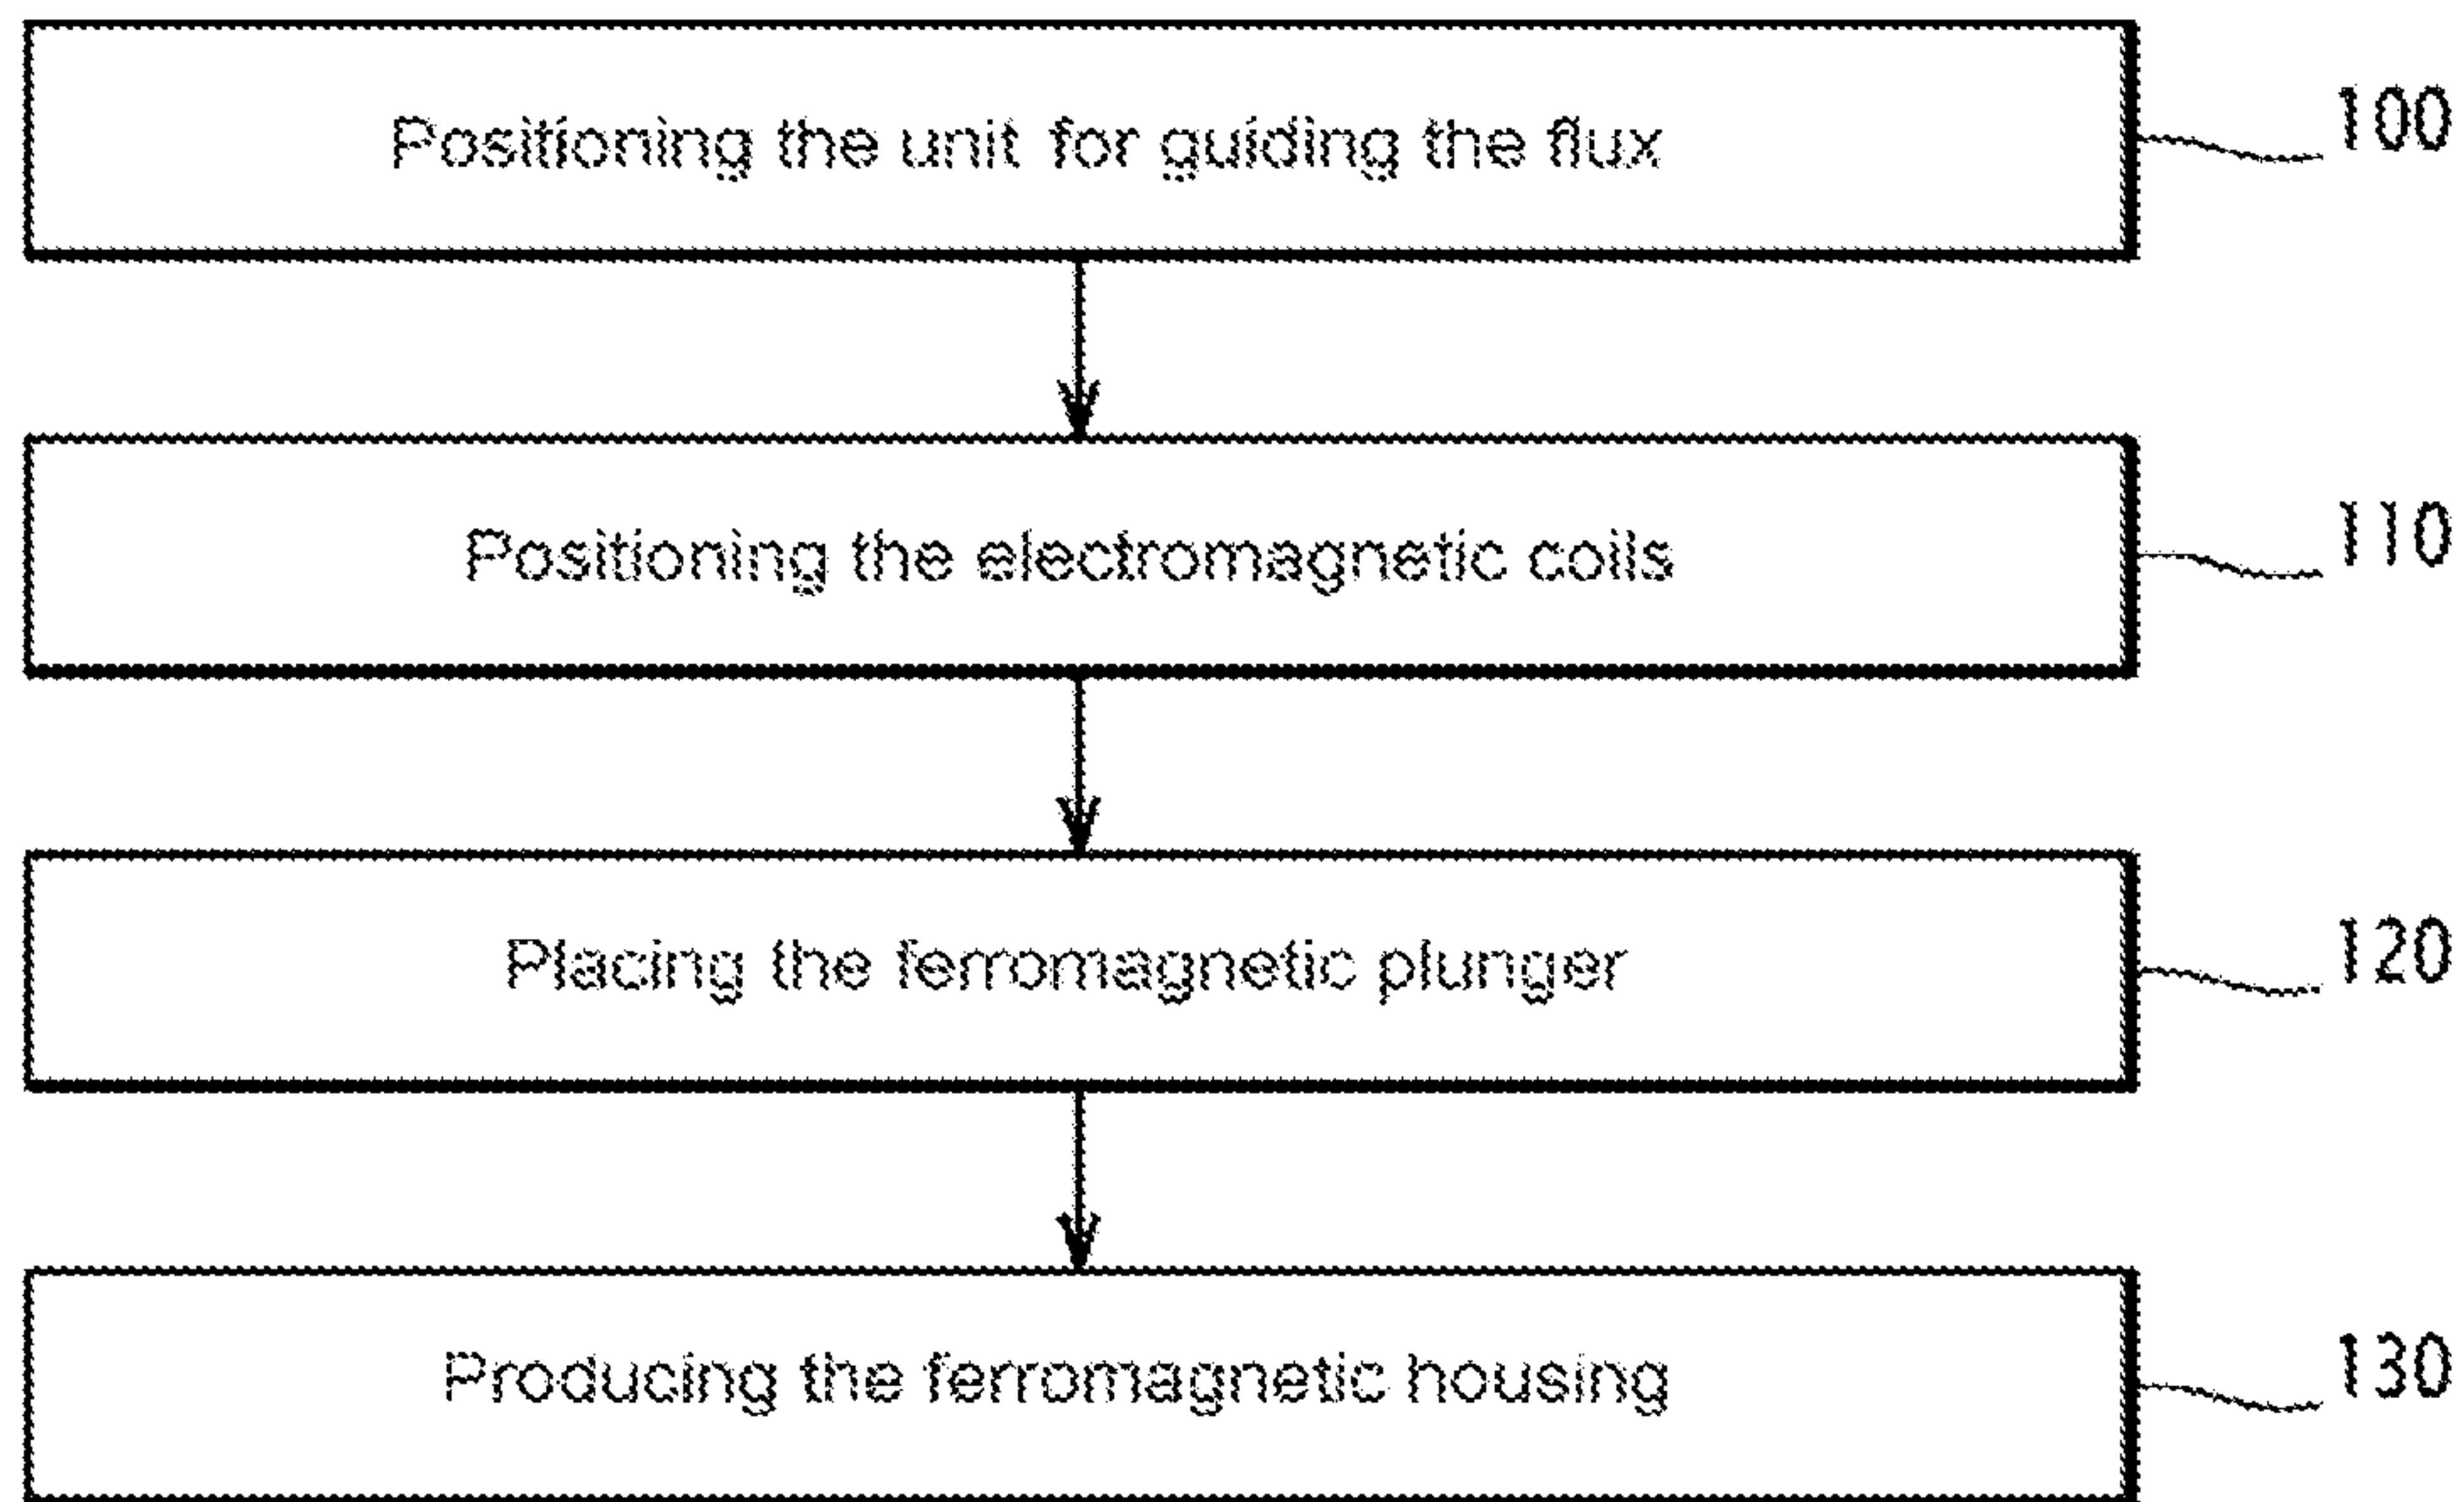 Positioning the unit for guiding the flux 100
Positioning the electromagnetic coils 110
Placing the ferromagnetic plunger 120
Producing the ferromagnetic housing 130